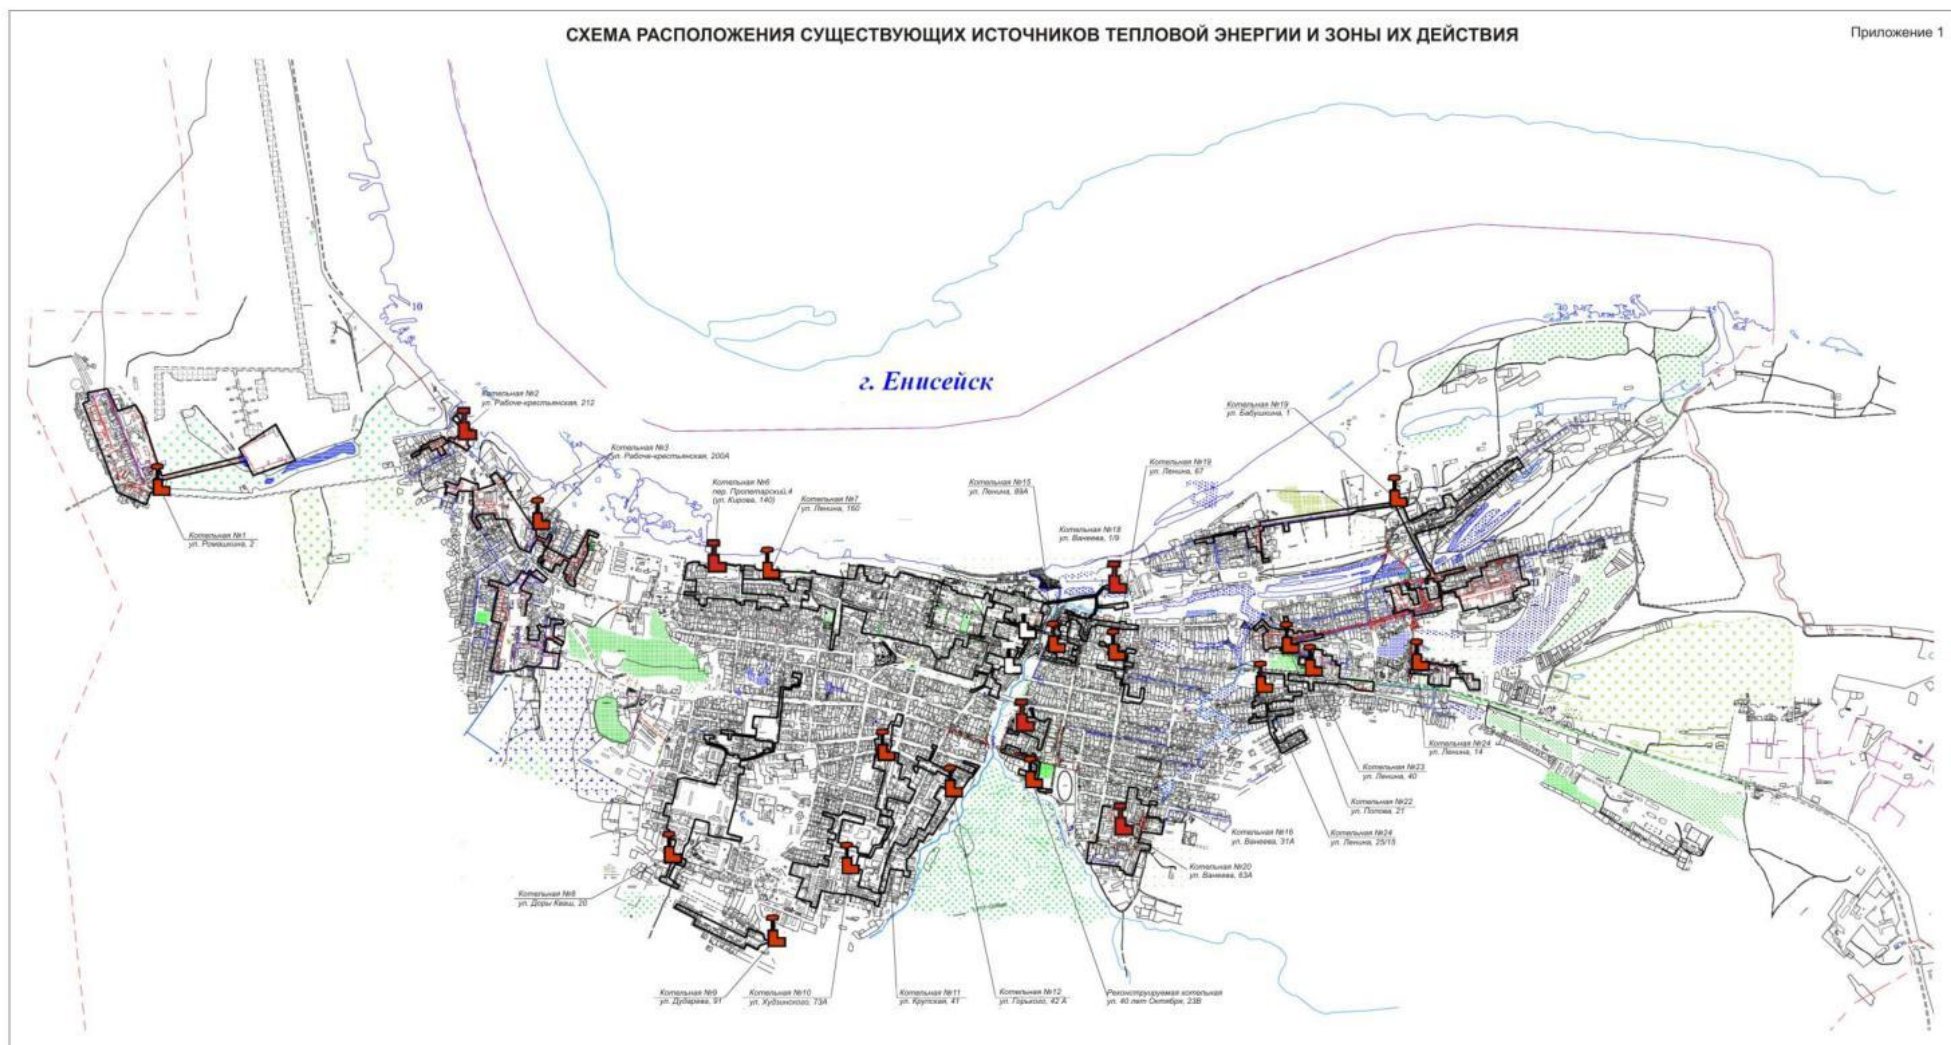 СХЕМА РАСПОЛОЖЕНИЯ СУЩЕСТВУЮЩИХ ИСТОЧНИКОВ ТЕПЛОВОЙ ЭНЕРГИИ И ЗОНЫ ИХ ДЕЙСТВИЯ
Приложение 1
10
г. Енисейск
Котельная №2
ул. Рабоче-крестьянская, 212
Котельная №19
ул. Бабушкина, 1
Котельная №3
ул. Рабоче-крестьянская, 200А
Котельная №6
пер. Пролетарский,4
(ул. Кирова, 140)
Котельная №7
ул. Ленина, 160
Котельная №15
ул. Ленина, 89А
Котельная №19
ул. Ленина, 67
Котельная №18
ул. Ванеева, 1/9
Котельная №1
ул. Ромашкина, 2
Котельная №24
ул. Ленина, 14
Котельная №23
ул. Ленина, 40
Котельная №22
ул. Попова, 21
Котельная №24
ул. Ленина, 25/15
Котельная №16
ул. Ванеева, 31А
Котельная №20
ул. Ванеева, 63А
Котельная №8
ул. Доры Кваш, 20
Котельная №9
ул. Дударева, 91
Котельная №10
ул. Худзинского, 73А
Котельная №11
ул. Крупская, 41
Котельная №12
ул. Горького, 42 А
Реконструируемая котельная
ул. 40 лет Октября, 23В